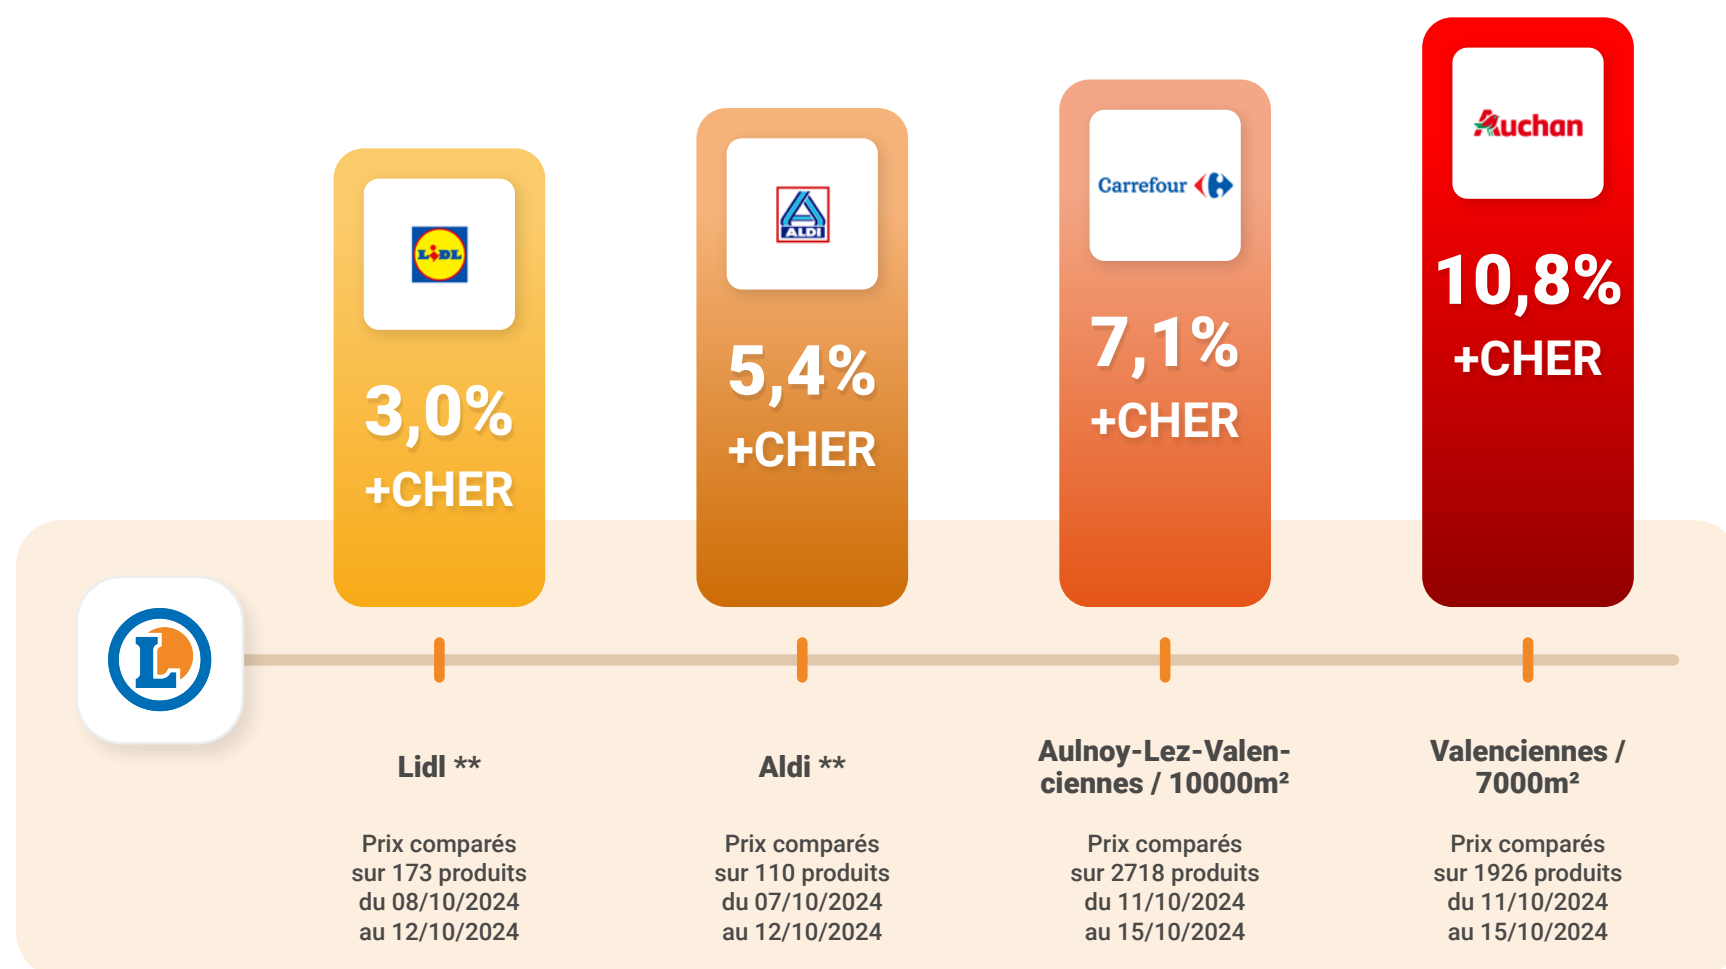 LIDL
3,0%
+CHER
ALDI
5,4%
+CHER
Carrefour
7,1%
+CHER
Auchan
10,8%
+CHER
L
Lidl **
Prix comparés
sur 173 produits
du 08/10/2024
au 12/10/2024
Aldi **
Prix comparés
sur 110 produits
du 07/10/2024
au 12/10/2024
Aulnoy-Lez-Valen-
ciennes / 10000m²
Prix comparés
sur 2718 produits
du 11/10/2024
au 15/10/2024
Valenciennes /
7000m²
Prix comparés
sur 1926 produits
du 11/10/2024
au 15/10/2024